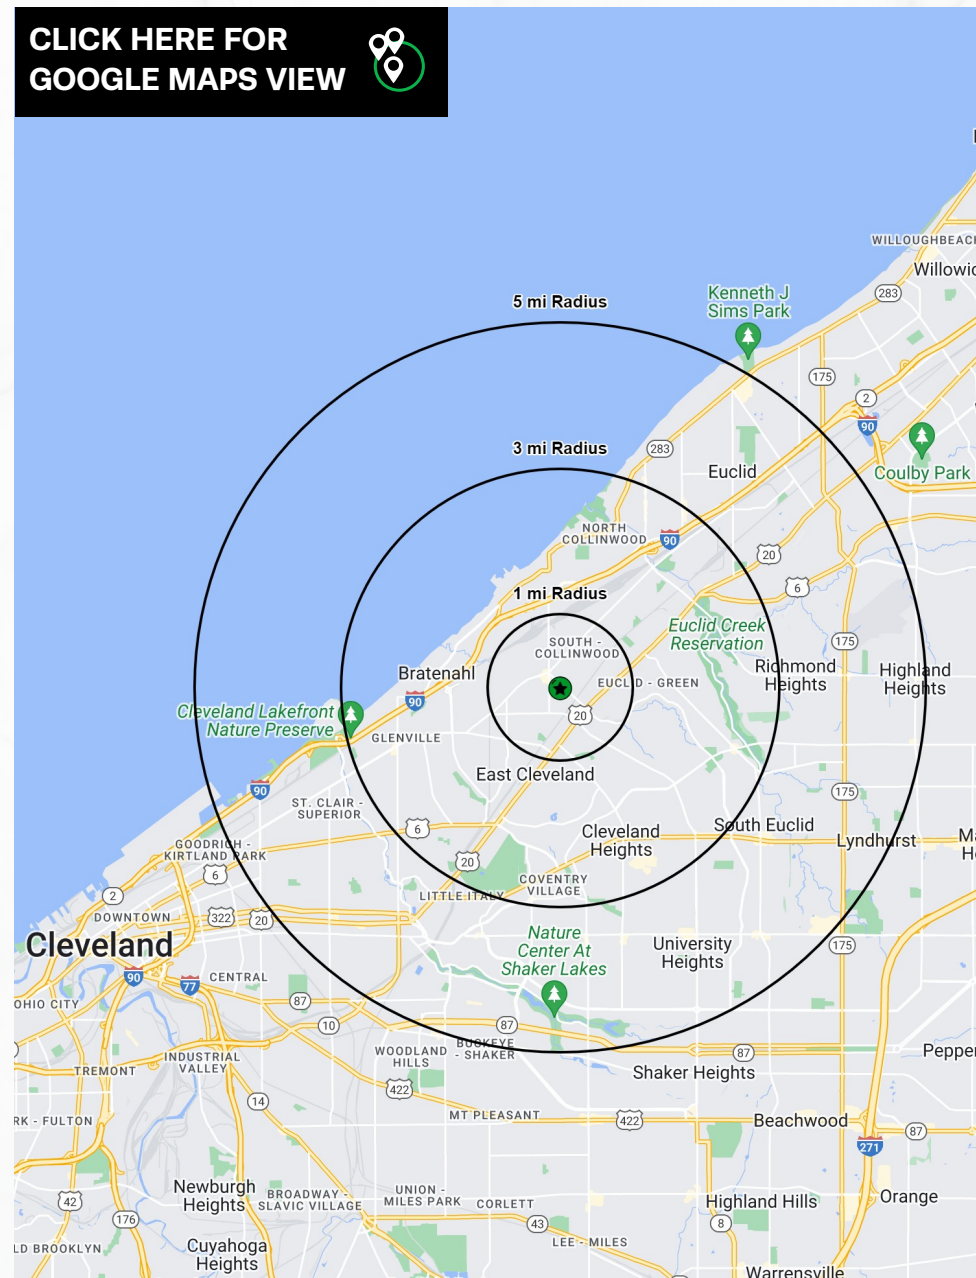 CLICK HERE FOR
GOOGLE MAPS VIEW
WILLOUGHBEACH
Willowic
283
Kenneth J
Sims Park
5 mi Radius
175
2
90
Coulby Park
3 mi Radius
283
Euclid
NORTH
COLLINWOOD
90
20
6
1 mi Radius
Euclid Creek
Reservation
SOUTH -
COLLINWOOD
175
Richmond
Heights
Highland
Heights
Bratenahl
EUCLID - GREEN
90
Cleveland Lakefront
Nature Preserve
20
GLENVILLE
East Cleveland
90
175
ST. CLAIR -
SUPERIOR
6
Cleveland
Heights
South Euclid
Lyndhurst
Ma
He
GOODRICH -
KIRTLAND PARK
6
20
COVENTRY
VILLAGE
LITTLE ITALY
2
DOWNTOWN
322
20
Cleveland
Nature
Center At
Shaker Lakes
University
Heights
175
90
77
CENTRAL
OHIO CITY
87
10
87
BUCKEYE
- SHAKER
WOODLAND
HILLS
87
Pepper
INDUSTRIAL
VALLEY
TREMONT
Shaker Heights
422
14
MT PLEASANT
422
Beachwood
87
RK - FULTON
271
Newburgh
Heights
BROADWAY -
SLAVIC VILLAGE
UNION -
MILES PARK
CORLETT
Highland Hills
Orange
42
176
43
8
LD BROOKLYN
Cuyahoga
Heights
LEE - MILES
Warrensville